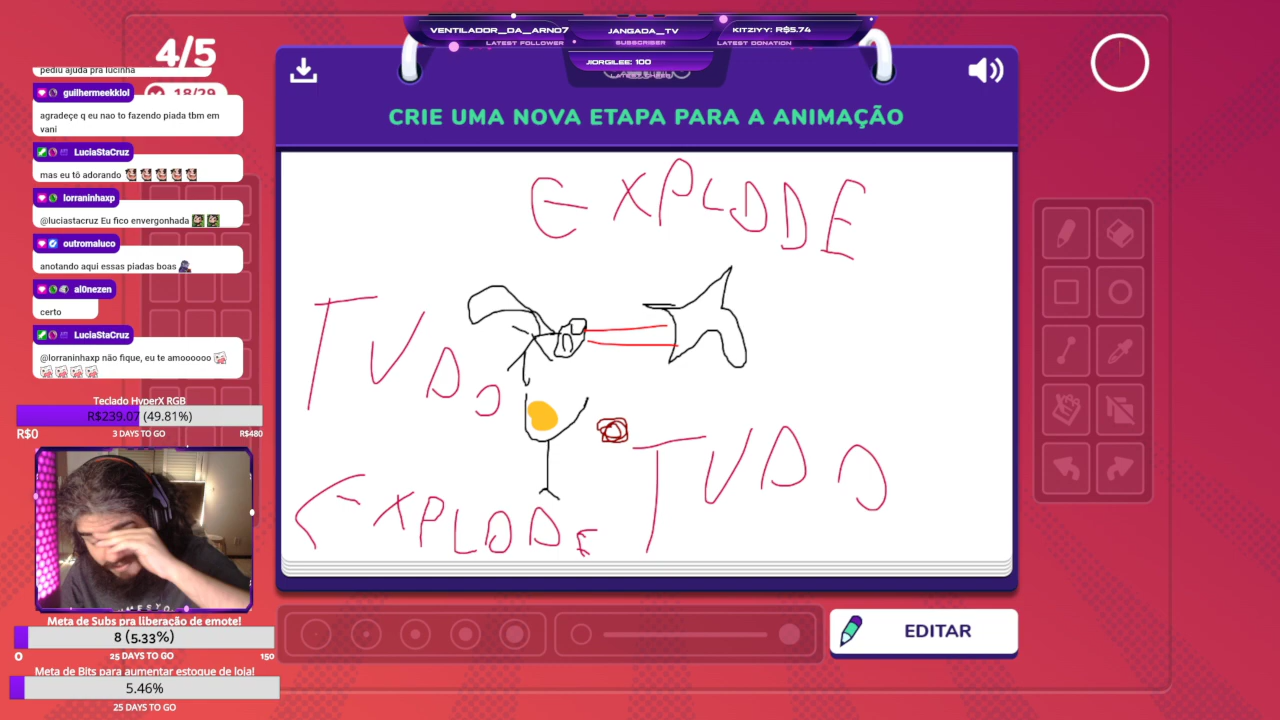 VENTILADOR_DA_ARNO7
LATEST FOLLOWER
JANGADA_TV
SUBSCRIBER
KITZIYY: R$5.74
LATEST DONATION
JIORGILEE: 100
4/5
18/29
pediu ajuda pra lucinha
guilhermeekklol
agradeçe q eu nao to fazendo piada tbm em
vani
LuciaStaCruz
mas eu tô adorando
lorraninhaxp
@luciastacruz Eu fico envergonhada
outromaluco
anotando aqui essas piadas boas
al0nezen
certo
LuciaStaCruz
@lorraninhaxp não fique, eu te amoooooo
CRIE UMA NOVA ETAPA PARA A ANIMAÇÃO
EXPLODE
TUDO
TUDO
EXPLODE
Teclado HyperX RGB
R$239.07 (49.81%)
R$0
3 DAYS TO GO
R$480
Meta de Subs pra liberação de emote!
8 (5.33%)
0
25 DAYS TO GO
150
Meta de Bits para aumentar estoque de lola!
5.46%
25 DAYS TO GO
EDITAR